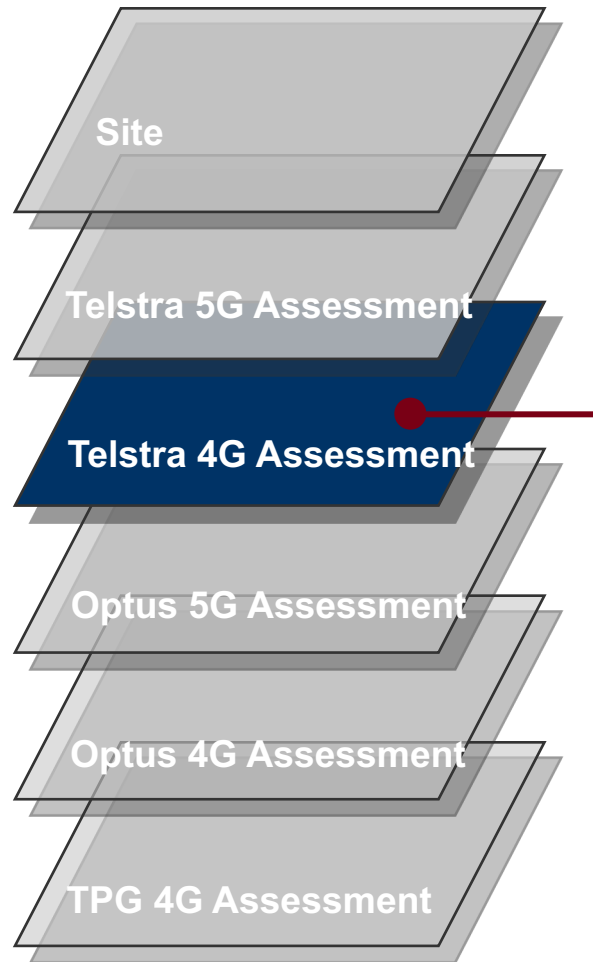 Site
Telstra 5G Assessment
Telstra 4G Assessment
Optus 5G Assessment
Optus 4G Assessment
TPG 4G Assessment